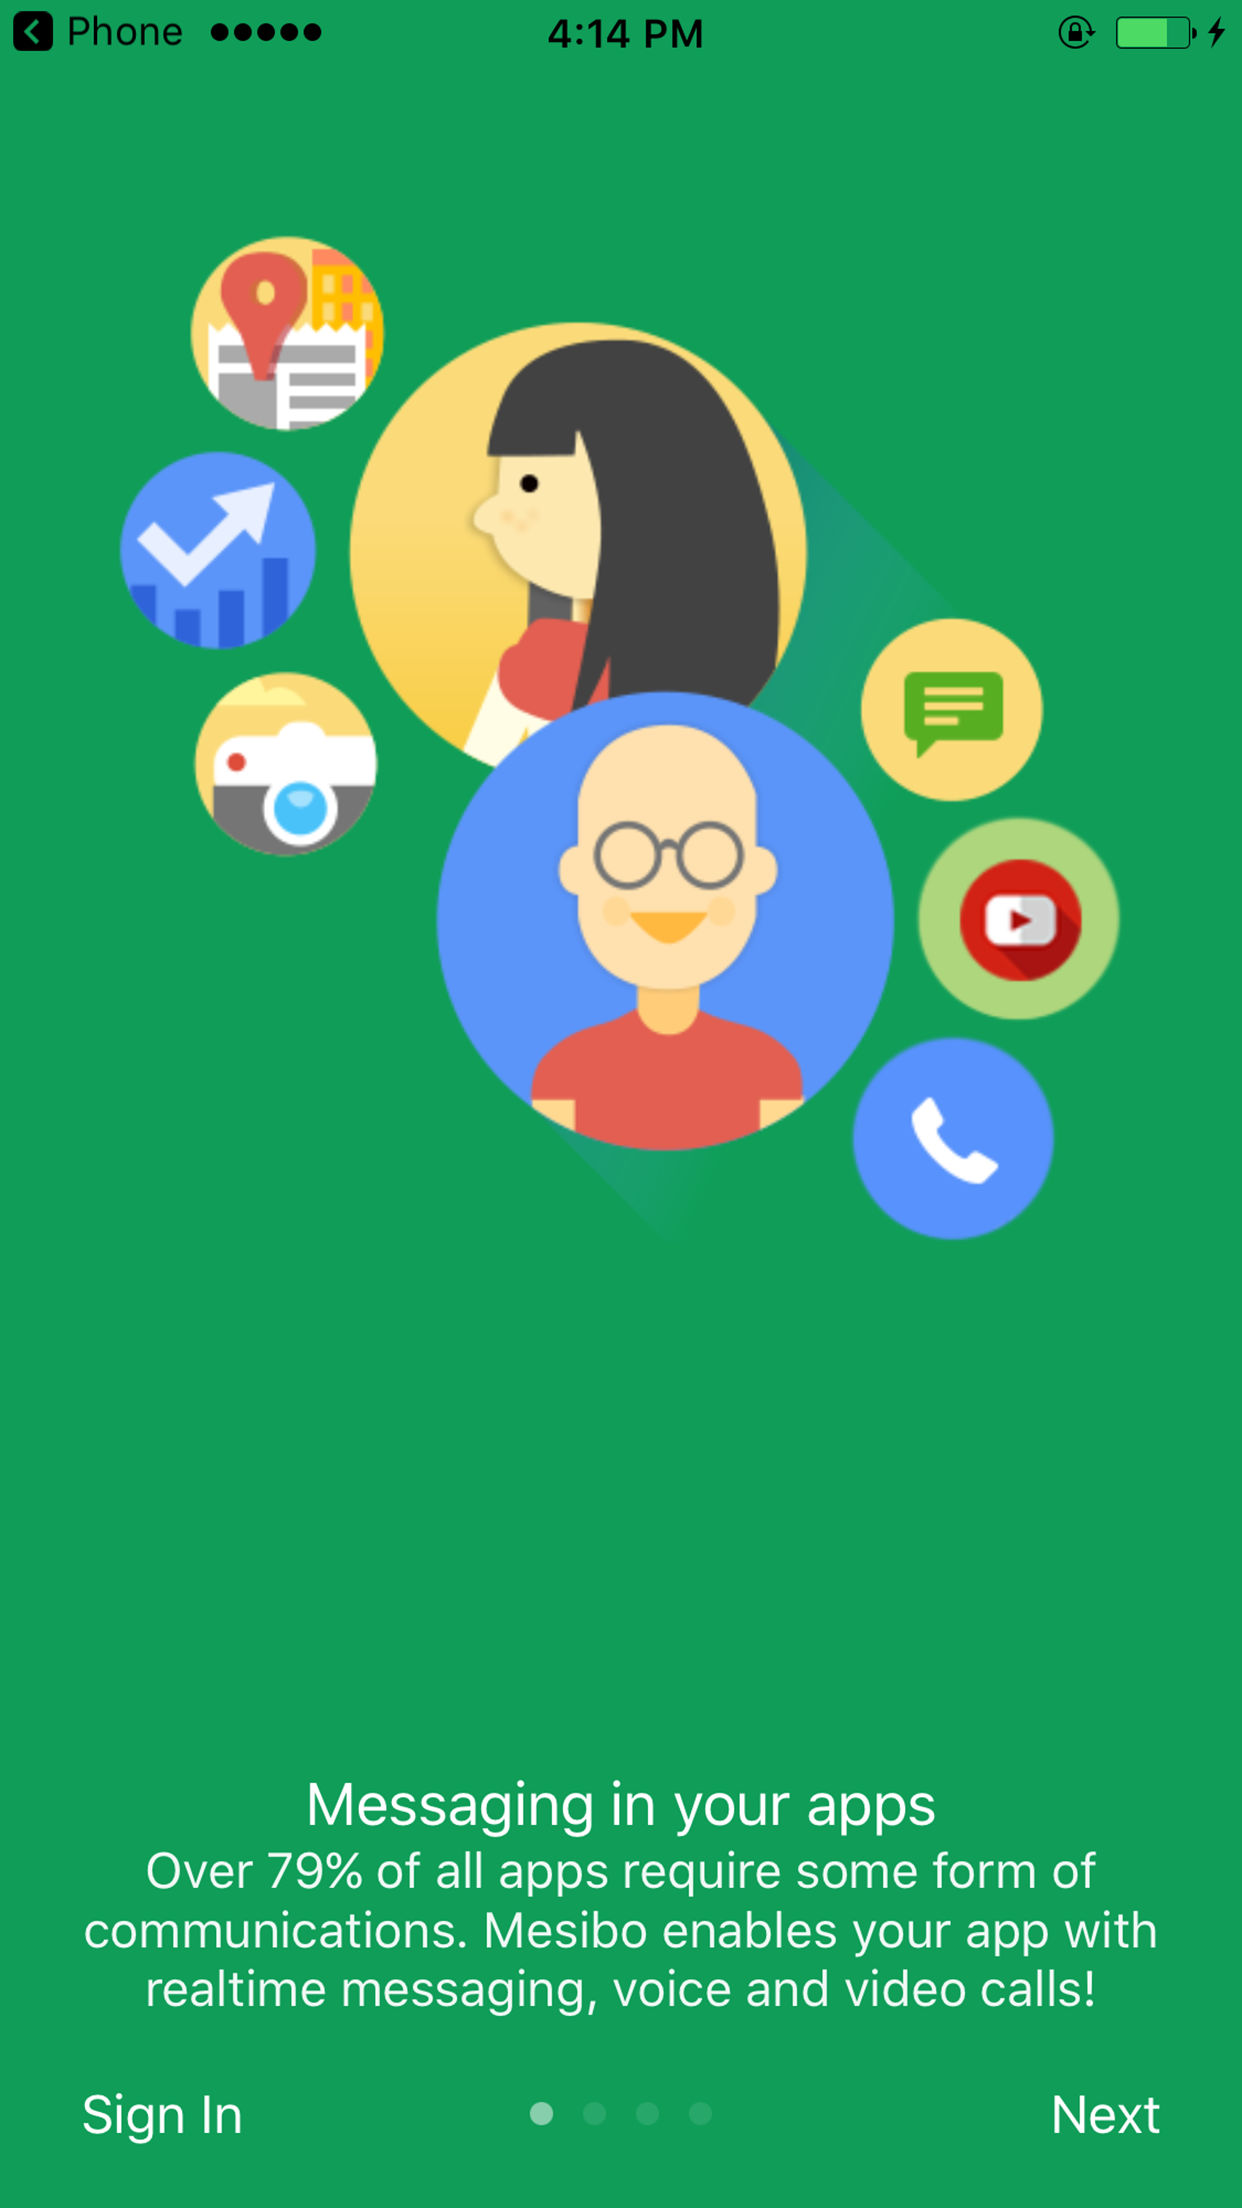 Phone
4:14 PM
Messaging in your apps
Over 79% of all apps require some form of
communications. Mesibo enables your app with
realtime messaging, voice and video calls!
Sign In
Next